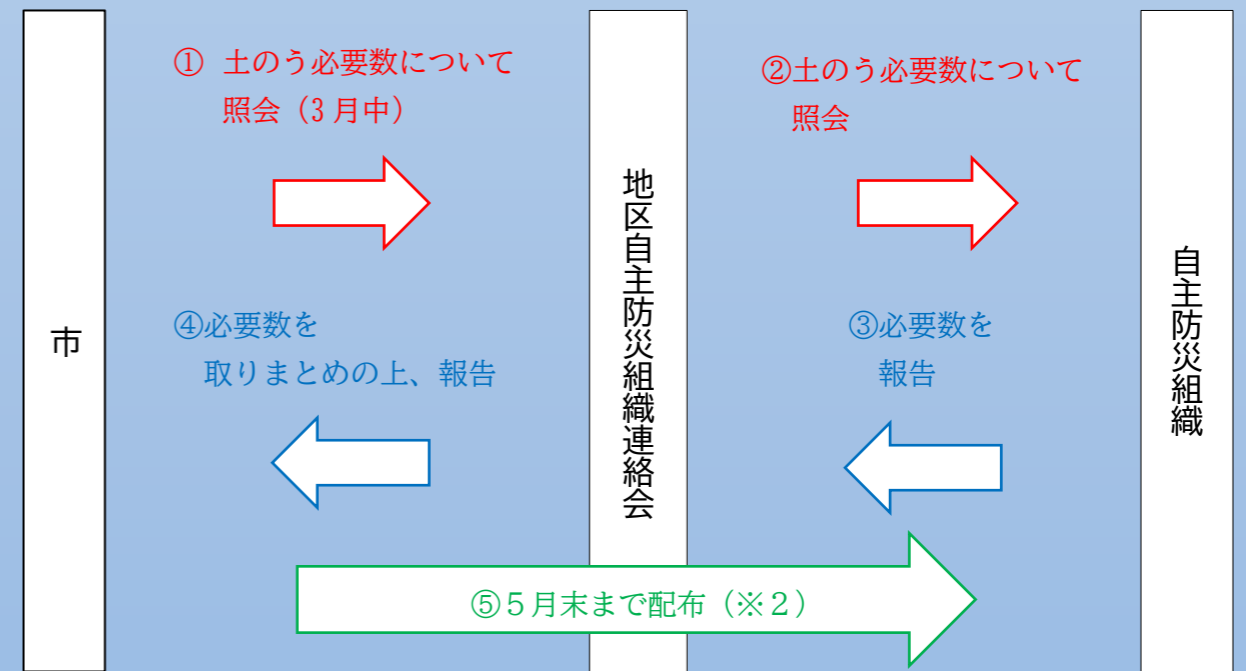 市
① 土のう必要数について
照会（3月中）
地区自主防災組織連絡会
②土のう必要数について
照会
自主防災組織
③必要数を
報告
④必要数を
取りまとめの上、報告
⑤５月末まで配布（※２）